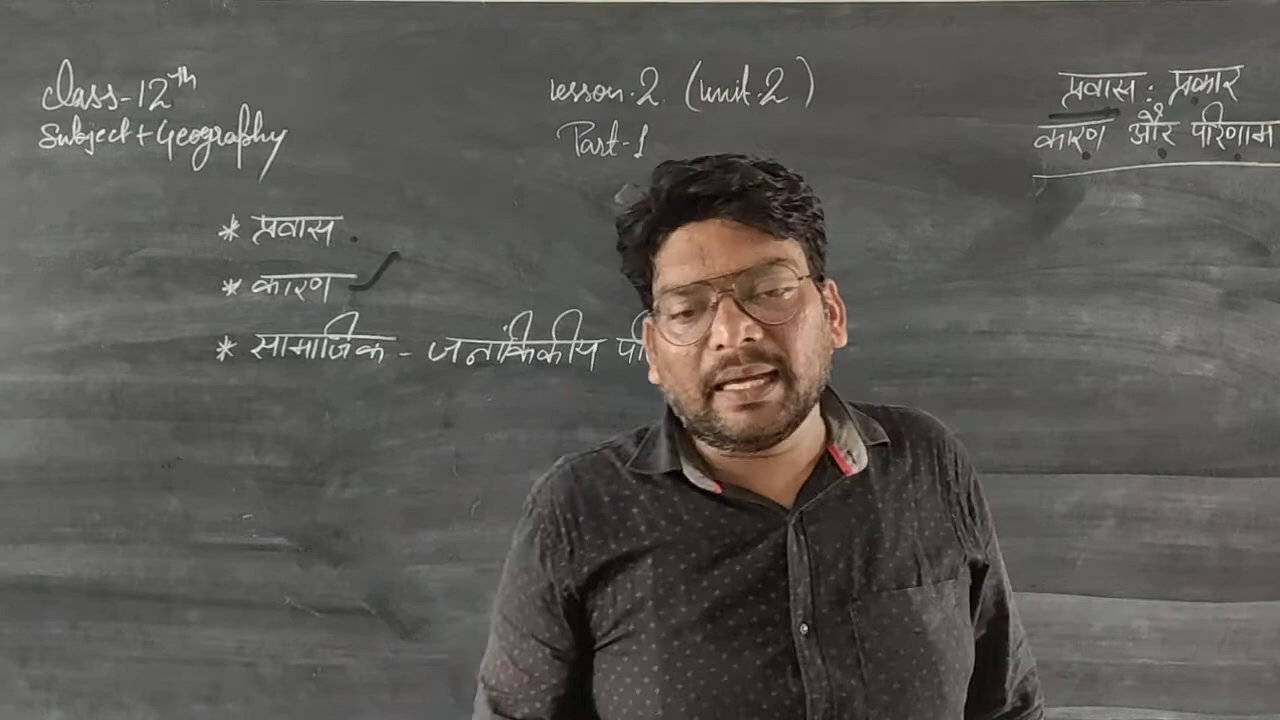 Class-12th
Subject + Geography
Lesson-2 (unit-2)
Part-1
प्रवास : प्रकार
कारण और परिणाम
* प्रवास
* कारण
* सामाजिक - जनांकिकीय